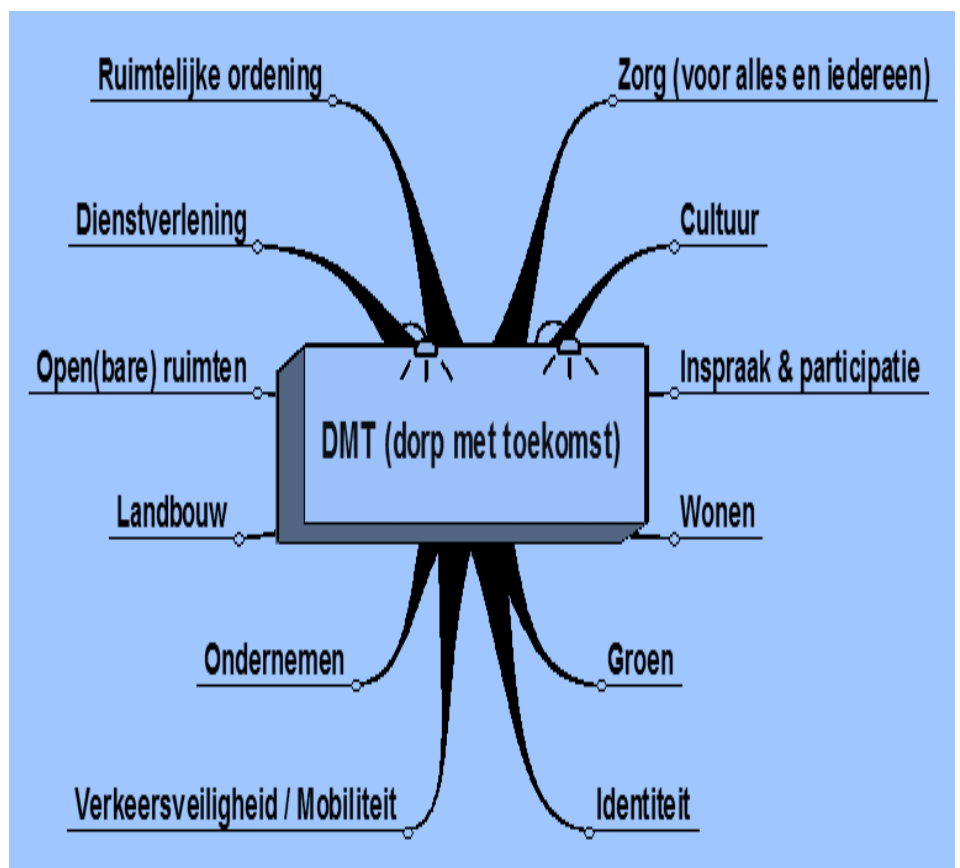 Ruimtelijke ordening
Zorg (voor alles en iedereen)
Dienstverlening
Cultuur
Open(bare) ruimten
Inspraak & participatie
DMT (dorp met toekomst)
Landbouw
Wonen
Ondernemen
Groen
Verkeersveiligheid / Mobiliteit
Identiteit